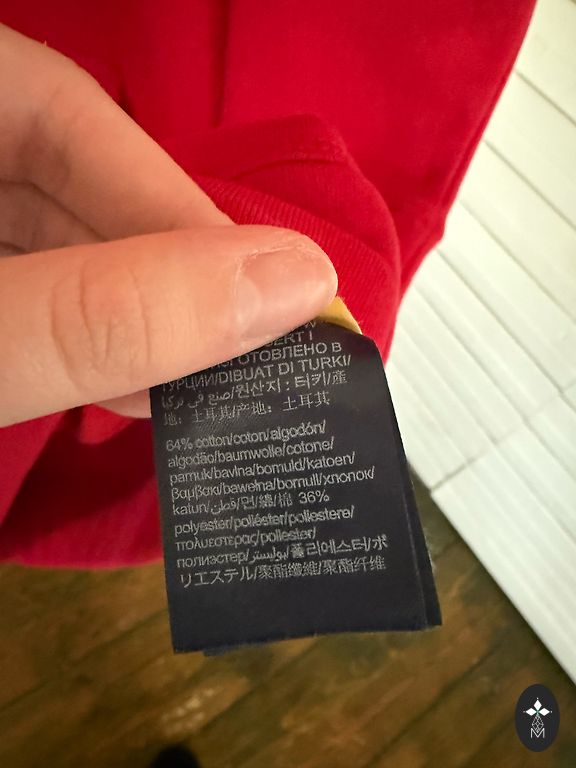 ИЗГОТОВЛЕНО В
ТУРЦИИ/DIBUAT DI TURKI/
صنع في تركيا/원산지 : 터키/産
地：土耳其/产地：土耳其
64% cotton/coton/algodón/
algodão/baumwolle/cotone/
pamuk/bavlna/bomuld/katoen/
βαμβακι/bawełna/bomull/хлопок/
katun/قطن/면/綿/棉 36%
polyester/poliéster/poliestere/
πολυεστερας/poliester/
полиэстер/بوليستر/폴리에스터/ポ
リエステル/聚酯纖維/聚酯纤维
M